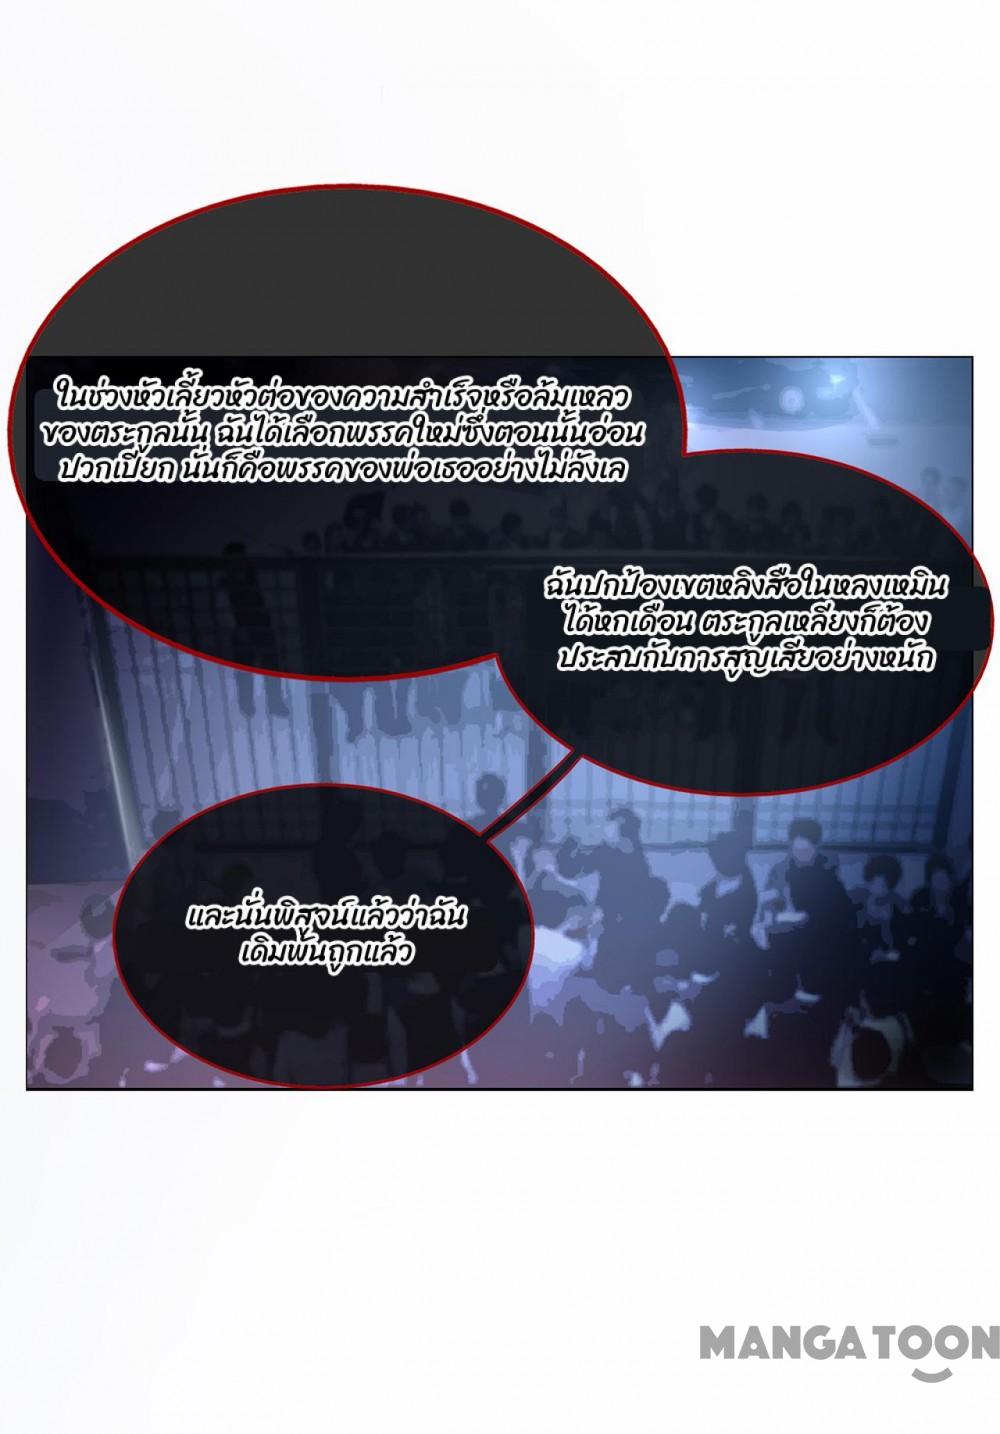 ในช่วงหัวเลี้ยวหัวต่อของความสำเร็จหรือล้มเหลว
ของตระกูลนั้น ฉันได้เลือกพรรคใหม่ซึ่งตอนนั้นอ่อน
ปวกเปียก นั่นก็คือพรรคของพ่อเธออย่างไม่ลังเล
ฉันปกป้องเขตหลิงสือในหลงเหมิน
ได้หกเดือน ตระกูลเหลียงก็ต้อง
ประสบกับการสูญเสียอย่างหนัก
และนั่นพิสูจน์แล้วว่าฉัน
เดิมพันถูกแล้ว
MANGATOON